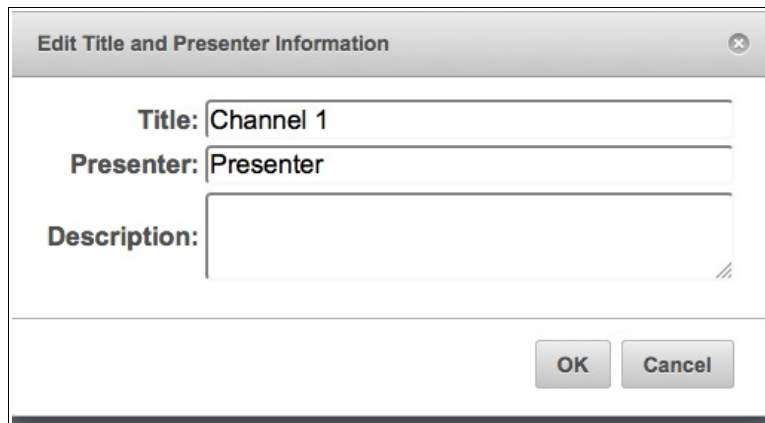 Edit Title and Presenter Information
Title: Channel 1
Presenter: Presenter
Description:
OK Cancel